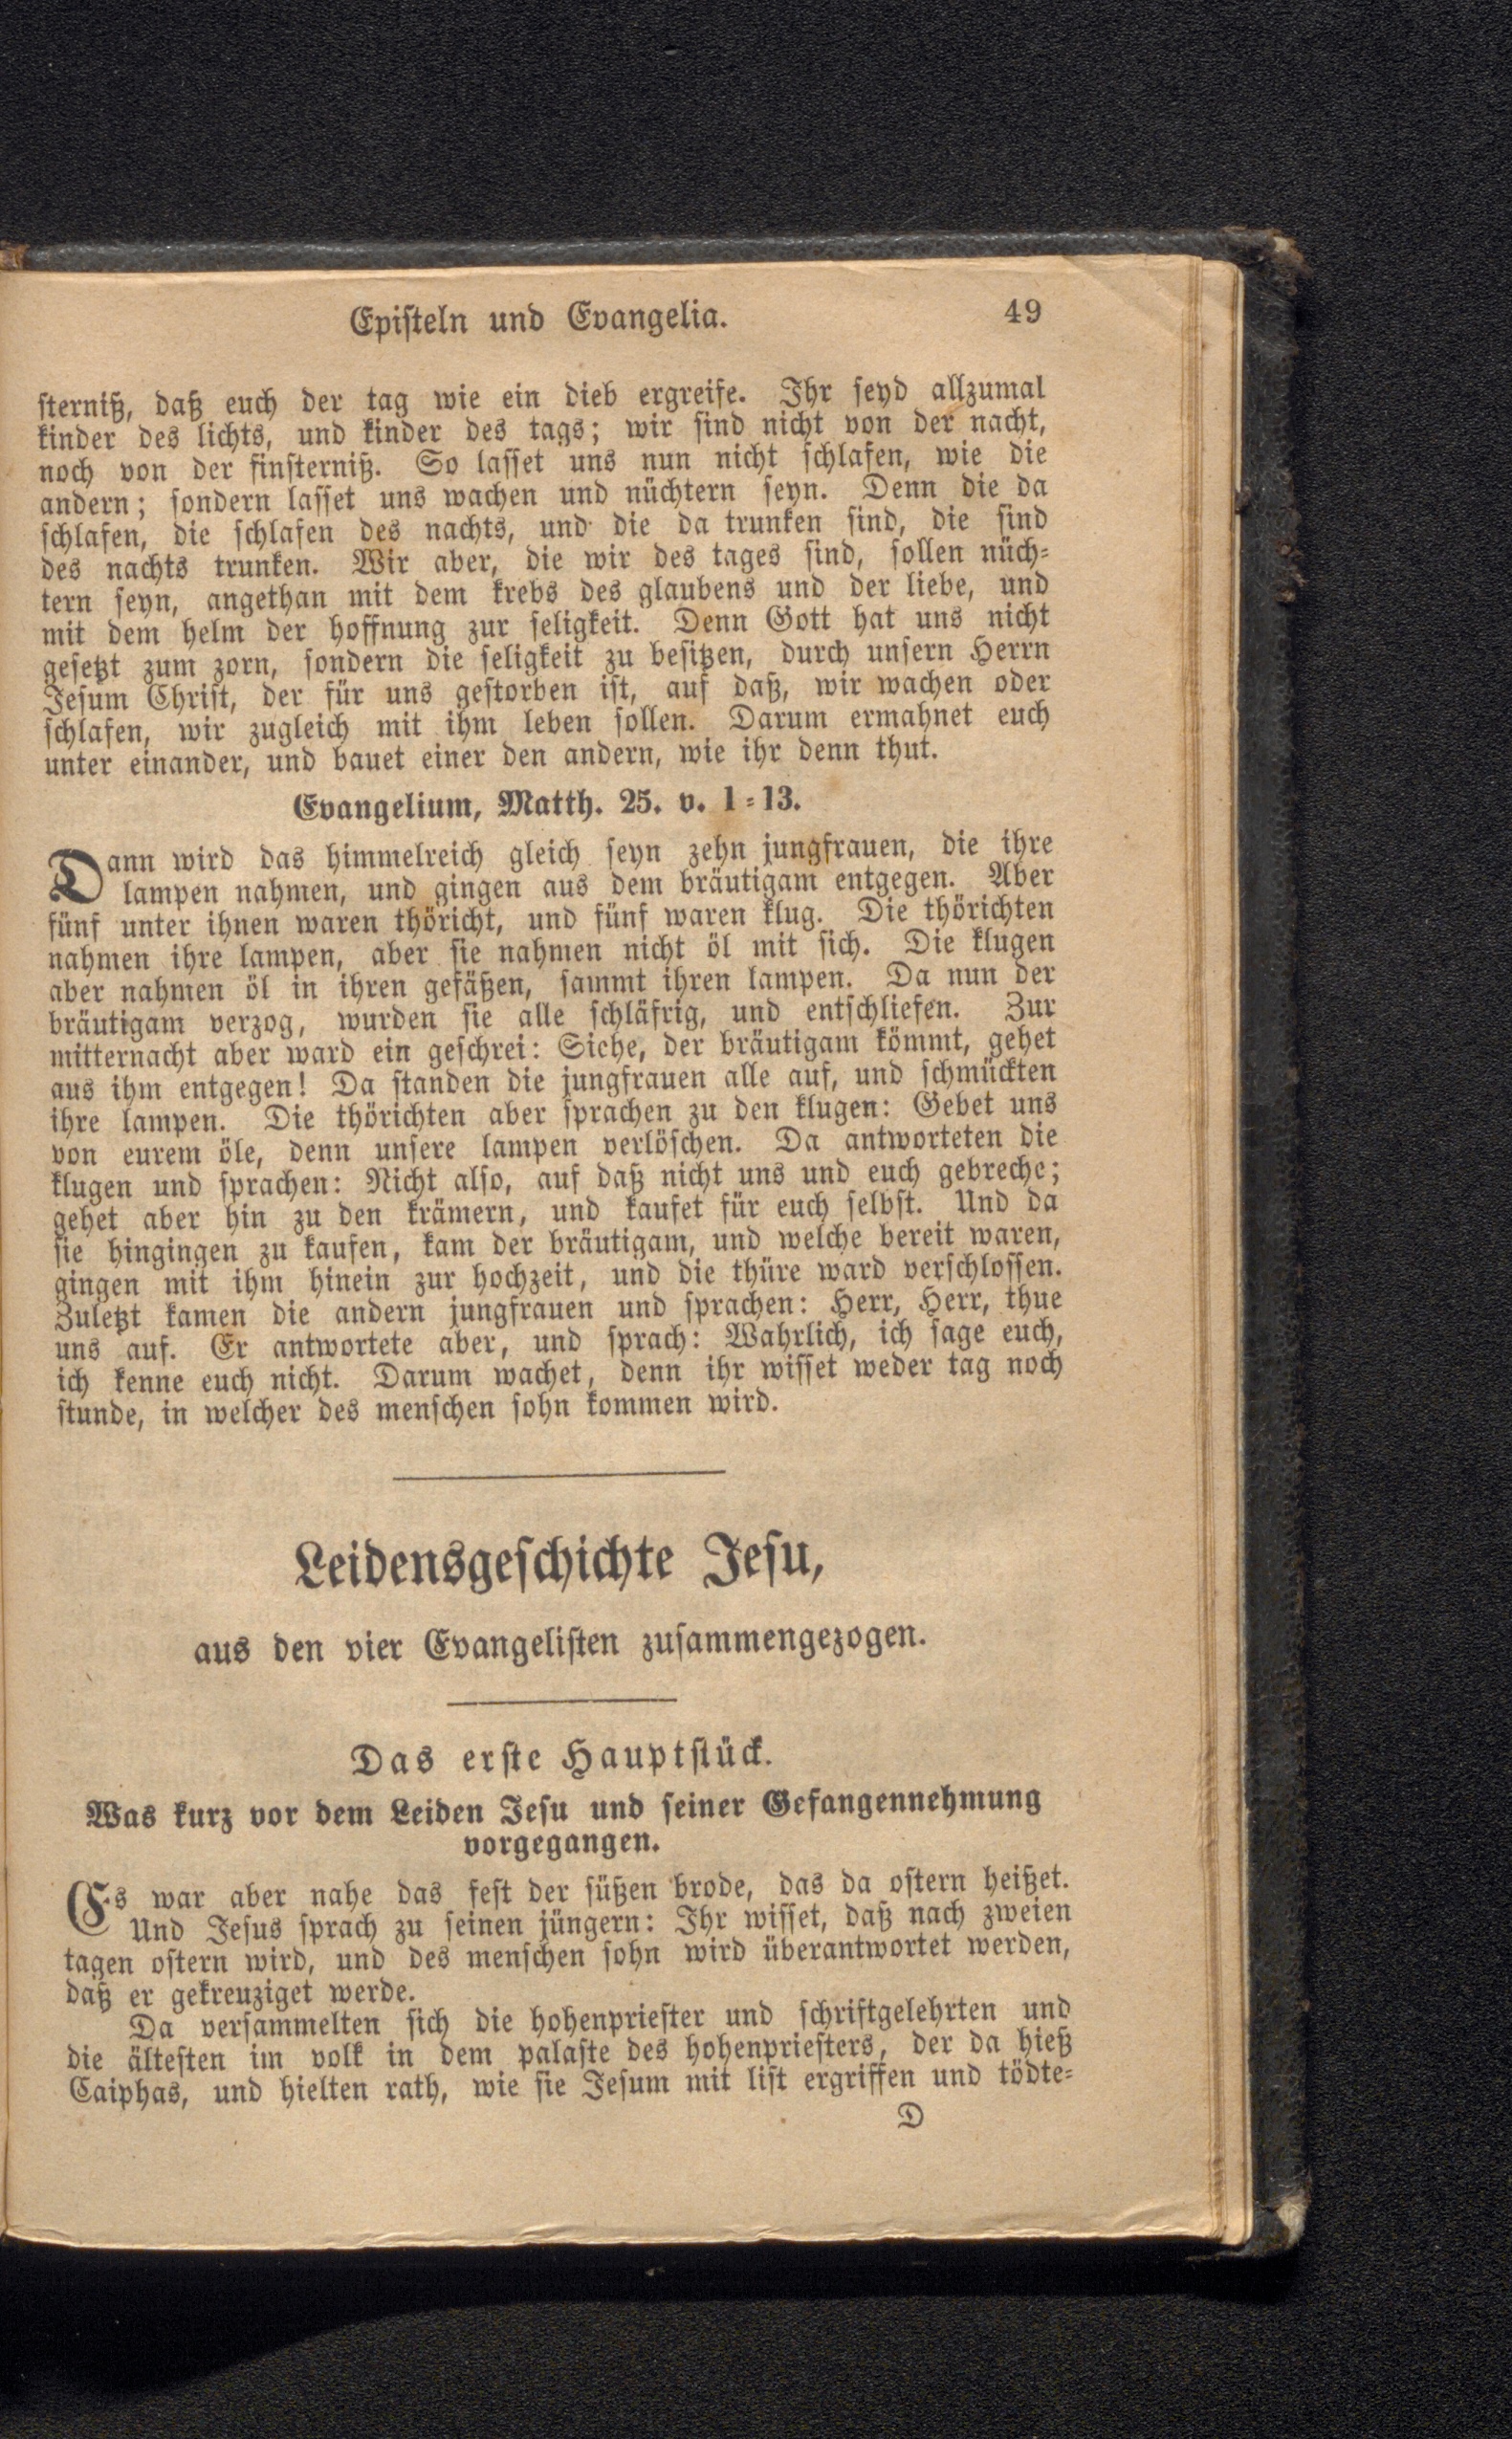 Episteln und Evangelia. 49
sterniß, daß euch der tag wie ein dieb ergreife. Ihr seyd allzumal
kinder des lichts, und kinder des tags; wir sind nicht von der nacht,
noch von der finsterniß. So lasset uns nun nicht schlafen, wie die
andern; sondern lasset uns wachen und nüchtern seyn. Denn die da
schlafen, die schlafen des nachts, und die da trunken sind, die sind
des nachts trunken. Wir aber, die wir des tages sind, sollen nüch-
tern seyn, angethan mit dem krebs des glaubens und der liebe, und
mit dem helm der hoffnung zur seligkeit. Denn Gott hat uns nicht
gesetzt zum zorn, sondern die seligkeit zu besitzen, durch unsern Herrn
Jesum Christ, der für uns gestorben ist, auf daß, wir wachen oder
schlafen, wir zugleich mit ihm leben sollen. Darum ermahnet euch
unter einander, und bauet einer den andern, wie ihr denn thut.
Evangelium, Matth. 25. v. 1-13.
Dann wird das himmelreich gleich seyn zehn jungfrauen, die ihre
lampen nahmen, und gingen aus dem bräutigam entgegen. Aber
fünf unter ihnen waren thöricht, und fünf waren klug. Die thörichten
nahmen ihre lampen, aber sie nahmen nicht öl mit sich. Die klugen
aber nahmen öl in ihren gefäßen, sammt ihren lampen. Da nun der
bräutigam verzog, wurden sie alle schläfrig, und entschliefen. Zur
mitternacht aber ward ein geschrei: Siehe, der bräutigam kömmt, gehet
aus ihm entgegen! Da standen die jungfrauen alle auf, und schmückten
ihre lampen. Die thörichten aber sprachen zu den klugen: Gebet uns
von eurem öle, denn unsere lampen verlöschen. Da antworteten die
klugen und sprachen: Nicht also, auf daß nicht uns und euch gebreche;
gehet aber hin zu den krämern, und kaufet für euch selbst. Und da
sie hingingen zu kaufen, kam der bräutigam, und welche bereit waren,
gingen mit ihm hinein zur hochzeit, und die thüre ward verschlossen.
Zuletzt kamen die andern jungfrauen und sprachen: Herr, Herr, thue
uns auf. Er antwortete aber, und sprach: Wahrlich, ich sage euch,
ich kenne euch nicht. Darum wachet, denn ihr wisset weder tag noch
stunde, in welcher des menschen sohn kommen wird.
Leidensgeschichte Jesu,
aus den vier Evangelisten zusammengezogen.
Das erste Hauptstück.
Was kurz vor dem Leiden Jesu und seiner Gefangennehmung
vorgegangen.
Es war aber nahe das fest der süßen brode, das da ostern heißet.
Und Jesus sprach zu seinen jüngern: Ihr wisset, daß nach zweien
tagen ostern wird, und des menschen sohn wird überantwortet werden,
daß er gekreuziget werde.
Da versammelten sich die hohenpriester und schriftgelehrten und
die ältesten im volk in dem palaste des hohenpriesters, der da hieß
Caiphas, und hielten rath, wie sie Jesum mit list ergriffen und tödte-
D